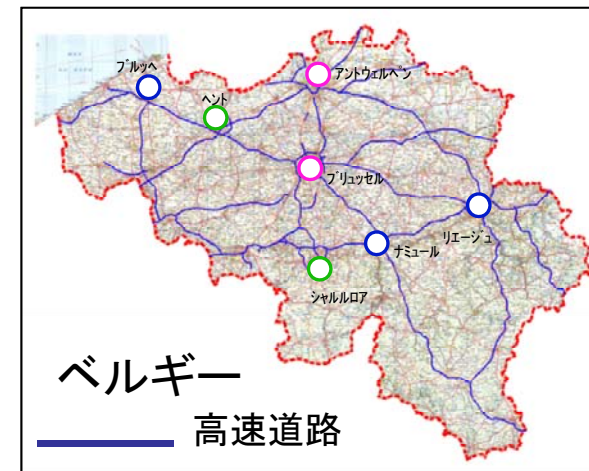 ブルッヘ
ヘント
アントウェルペン
ブリュッセル
リエージュ
ナミュール
シャルルロア
ベルギー
高速道路